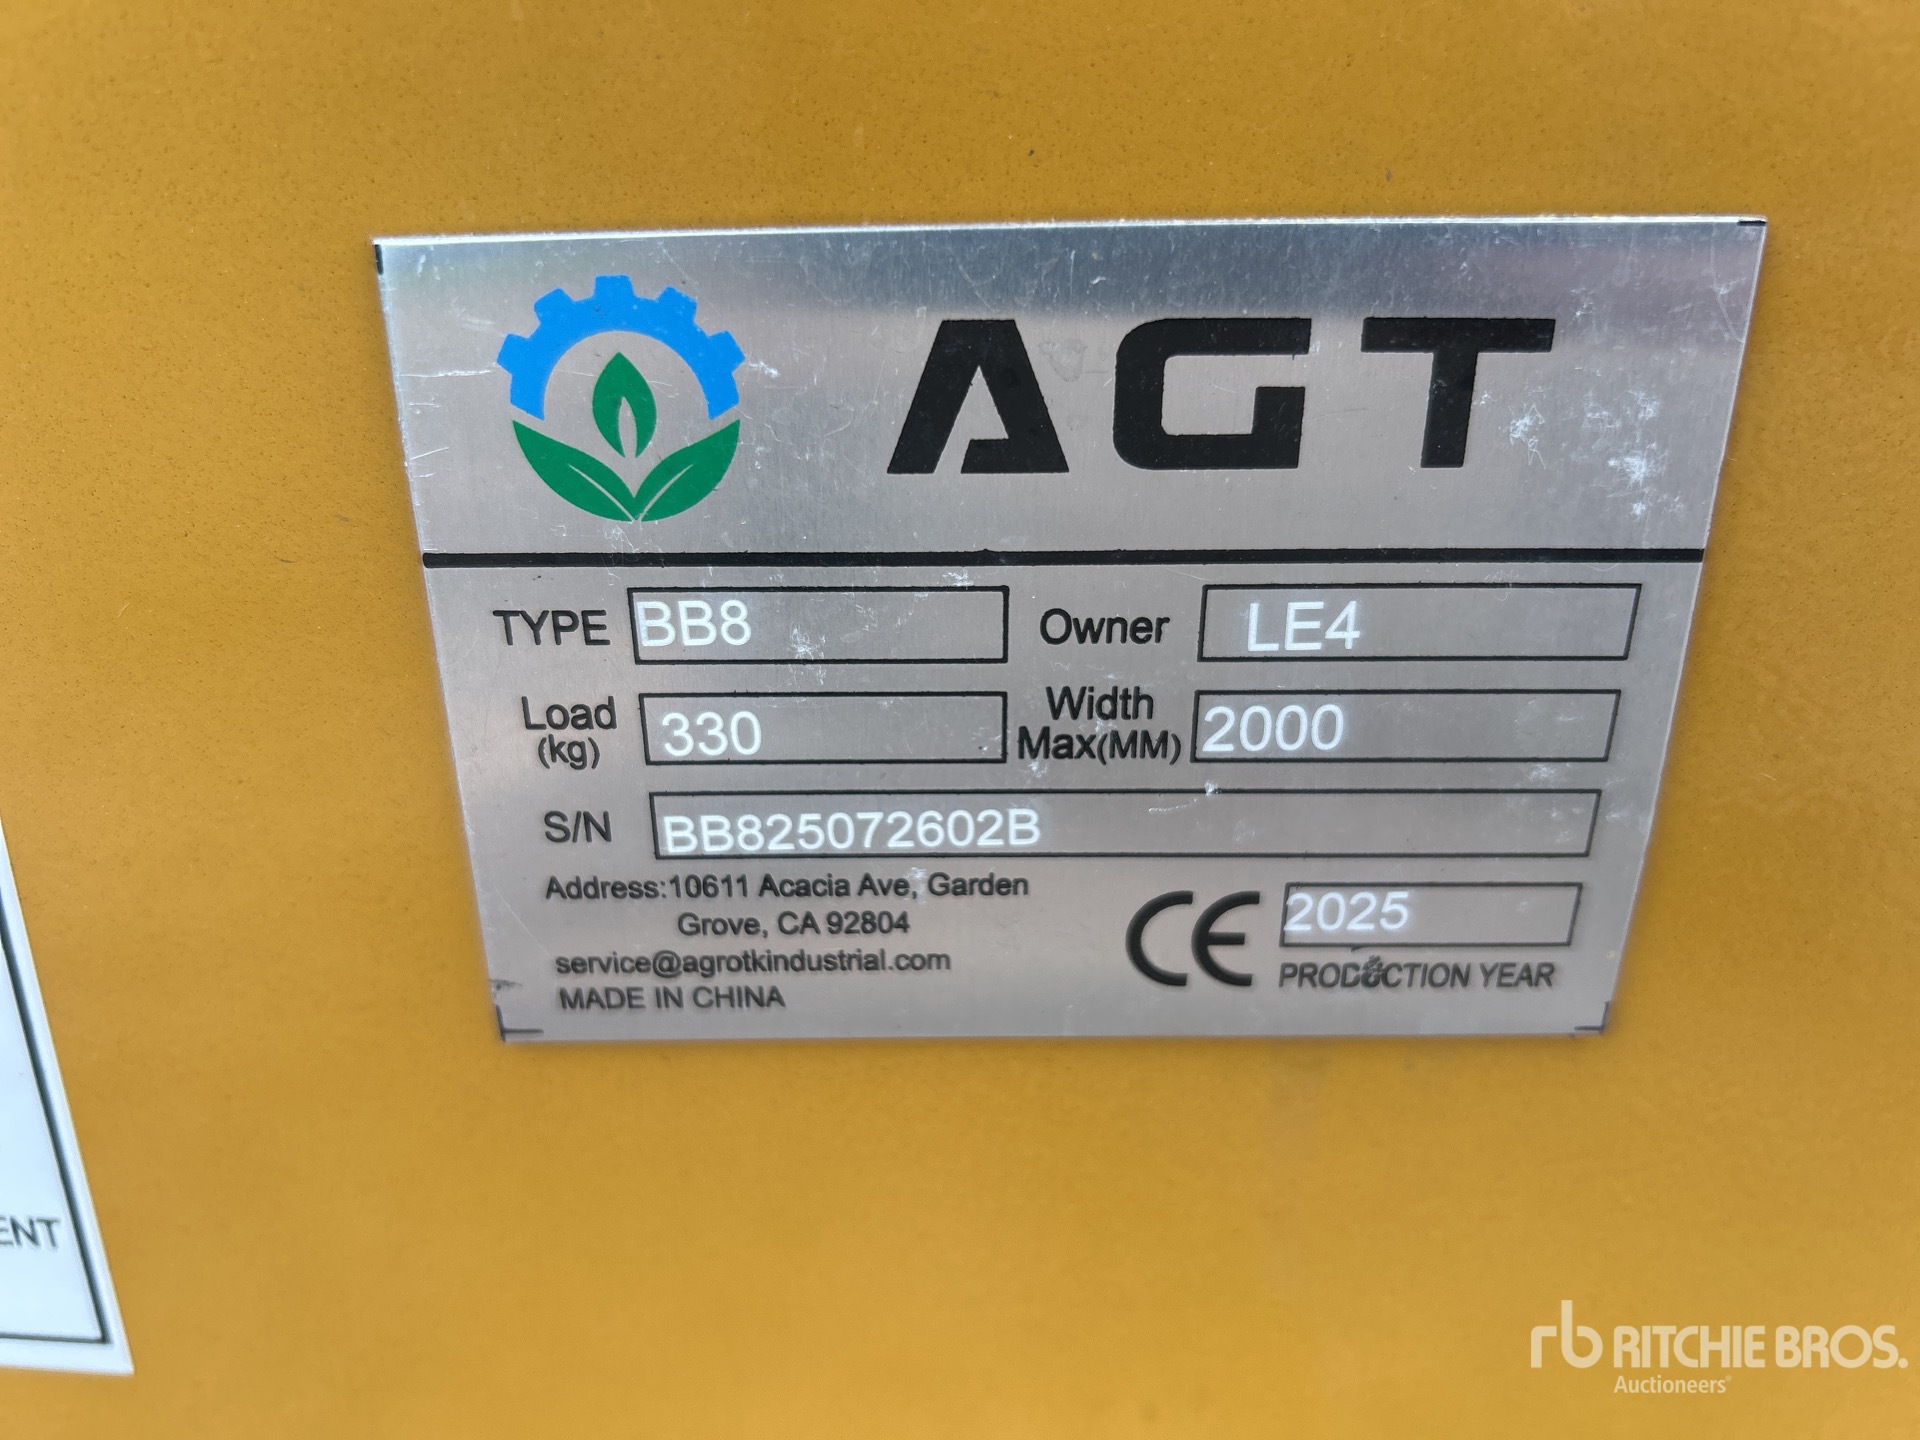 AGT
TYPE BB8 Owner LE4
Load (kg) 330 Width Max(MM) 2000
S/N BB825072602B
Address:10611 Acacia Ave, Garden
Grove, CA 92804
service@agrotkindustrial.com
MADE IN CHINA
CE 2025
PRODUCTION YEAR
ENT
rb RITCHIE BROS.
Auctioneers